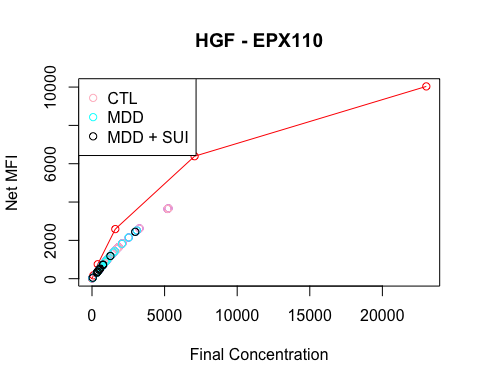 HGF - EPX110
CTL
MDD
MDD + SUI
Net MFI
0
2000
6000
10000
0
5000
10000
15000
20000
Final Concentration